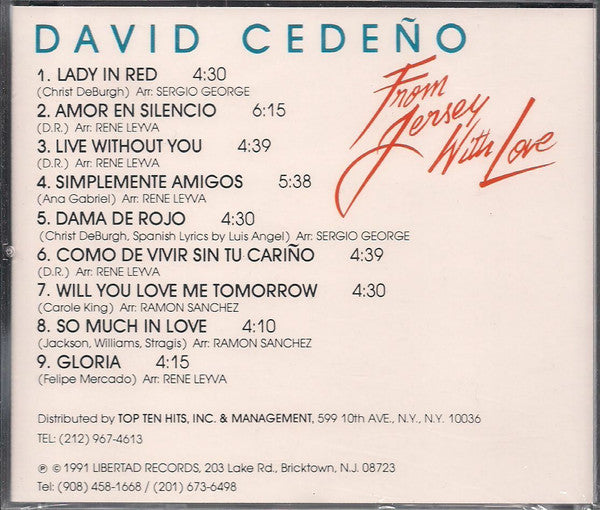 DAVID CEDEÑO
From
Jersey
With Love
1. LADY IN RED 4:30
(Christ DeBurgh) Arr: SERGIO GEORGE
2. AMOR EN SILENCIO 6:15
(D.R.) Arr: RENE LEYVA
3. LIVE WITHOUT YOU 4:39
(D.R.) Arr: RENE LEYVA
4. SIMPLEMENTE AMIGOS 5:38
(Ana Gabriel) Arr: RENE LEYVA
5. DAMA DE ROJO 4:30
(Christ DeBurgh, Spanish Lyrics by Luis Angel) Arr: SERGIO GEORGE
6. COMO DE VIVIR SIN TU CARIÑO 4:39
(D.R.) Arr: RENE LEYVA
7. WILL YOU LOVE ME TOMORROW 4:30
(Carole King) Arr: RAMON SANCHEZ
8. SO MUCH IN LOVE 4:10
(Jackson, Williams, Stragis) Arr: RAMON SANCHEZ
9. GLORIA 4:15
(Felipe Mercado) Arr: RENE LEYVA
Distributed by TOP TEN HITS, INC. & MANAGEMENT, 599 10th AVE., N.Y., N.Y. 10036
TEL: (212) 967-4613
℗ © 1991 LIBERTAD RECORDS, 203 Lake Rd., Bricktown, N.J. 08723
Tel: (908) 458-1668 / (201) 673-6498